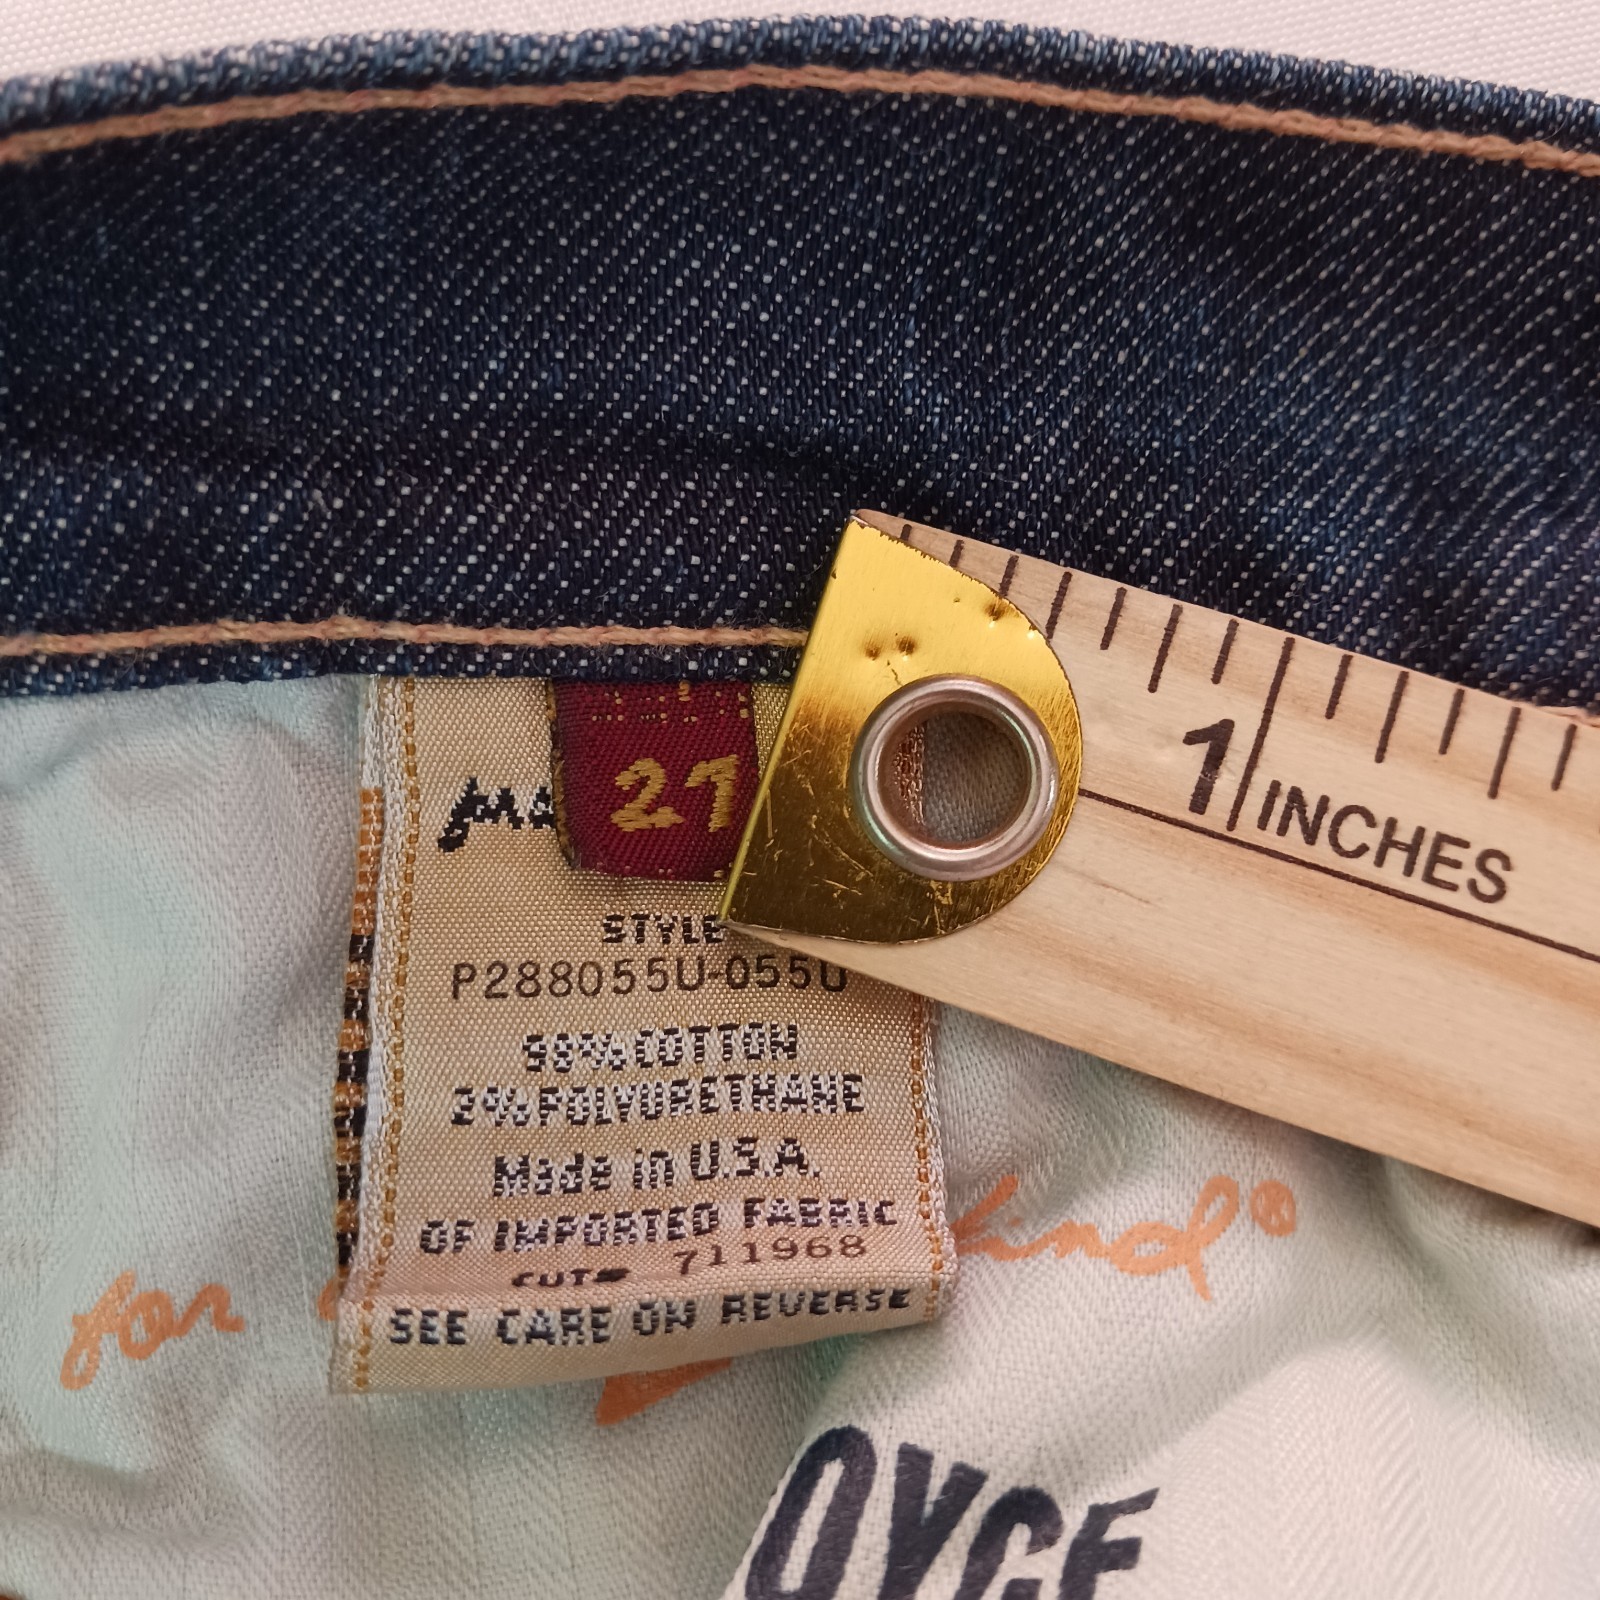 27
STYLE
P288055U-055U
98% COTTON
2% POLYURETHANE
Made in U.S.A.
OF IMPORTED FABRIC
CUT# 711968
SEE CARE ON REVERSE
1 INCHES
for kind®